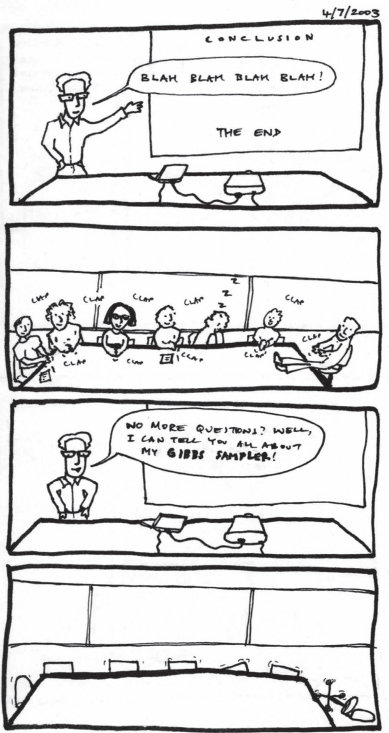 4/7/2003
CONCLUSION
BLAH BLAH BLAH BLAH!
THE END
Z
Z
Z
CLAP
CLAP
CLAP
CLAP
CLAP
CLAP
CLAP
CLAP
CLAP
CLAP
NO MORE QUESTIONS? WELL,
I CAN TELL YOU ALL ABOUT
MY GIBBS SAMPLER!